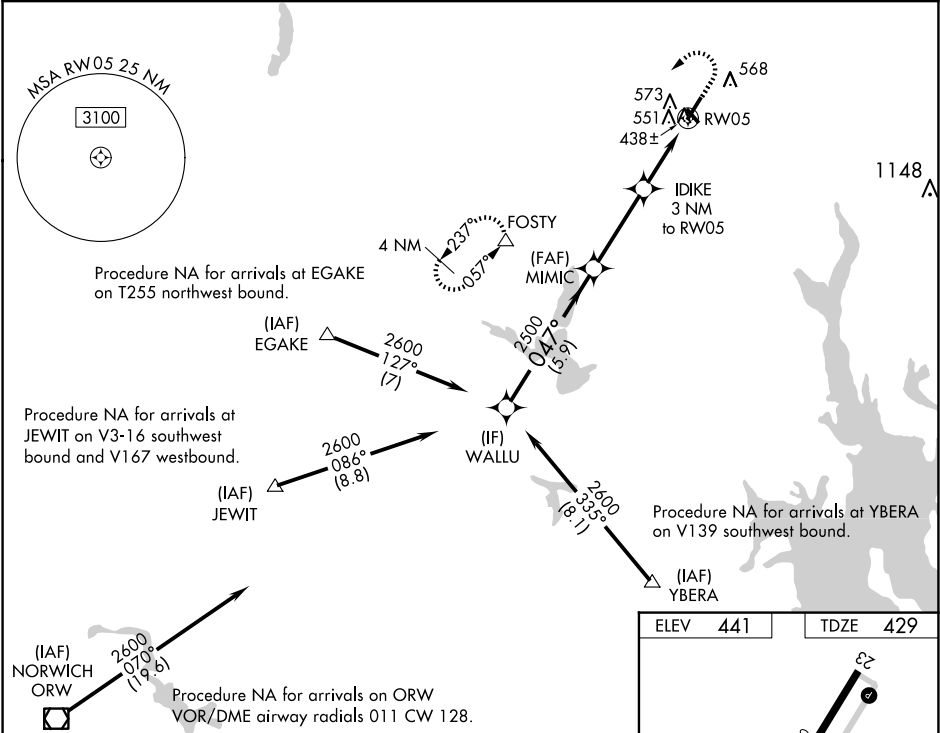 MSA RW05 25 NM
3100
568
573
551
438±
RW05
1148
IDIKE
3 NM
to RW05
FOSTY
4 NM
237°
057°
(FAF)
MIMIC
Procedure NA for arrivals at EGAKE
on T255 northwest bound.
(IAF)
EGAKE
2600
127°
(7)
2500
047°
(5.9)
Procedure NA for arrivals at
JEWIT on V3-16 southwest
bound and V167 westbound.
(IF)
WALLU
2600
086°
(8.8)
(IAF)
JEWIT
2600
335°
(8.1)
Procedure NA for arrivals at YBERA
on V139 southwest bound.
(IAF)
YBERA
(IAF)
NORWICH
ORW
2600
070°
(19.6)
Procedure NA for arrivals on ORW
VOR/DME airway radials 011 CW 128.
ELEV 441
TDZE 429
23
P